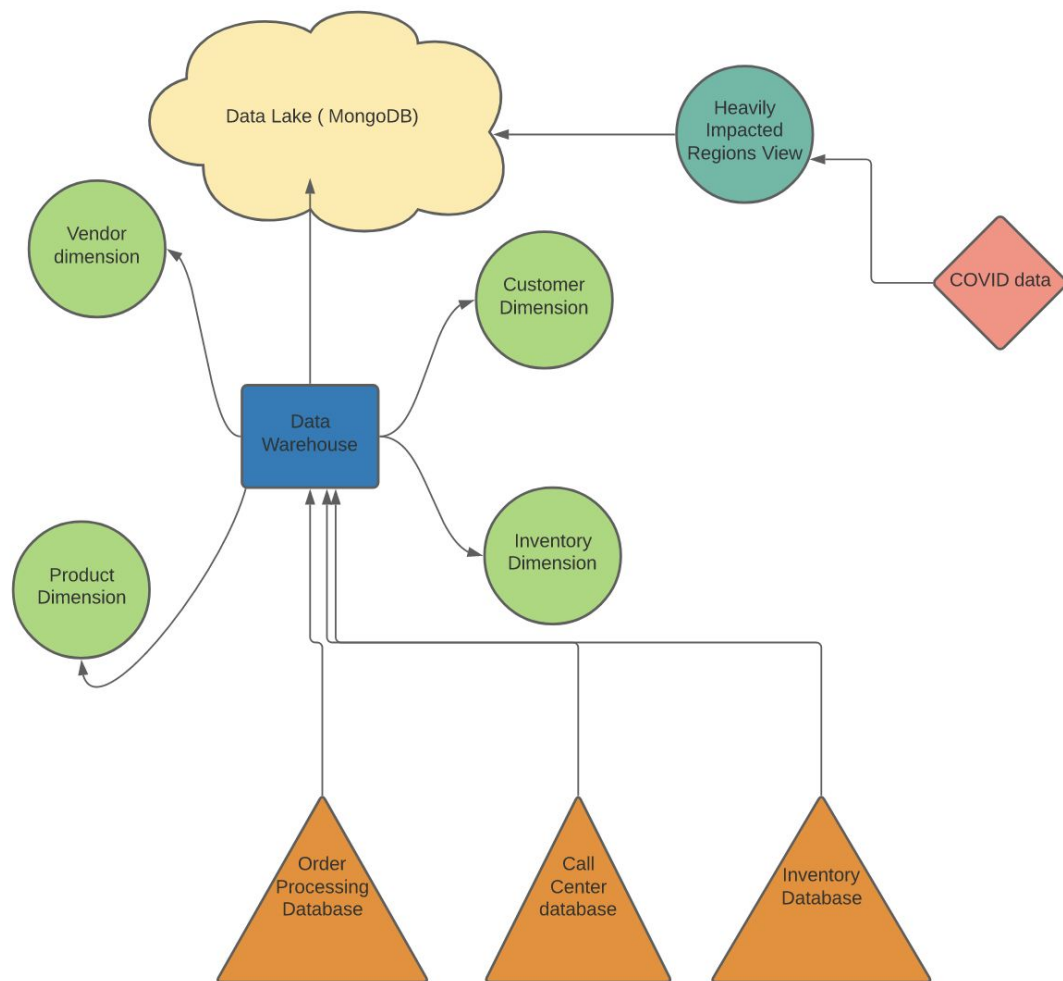 Data Lake ( MongoDB)
Heavily
Impacted
Regions View
Vendor
dimension
Customer
Dimension
COVID data
Data
Warehouse
Inventory
Dimension
Product
Dimension
Order
Processing
Database
Call
Center
database
Inventory
Database